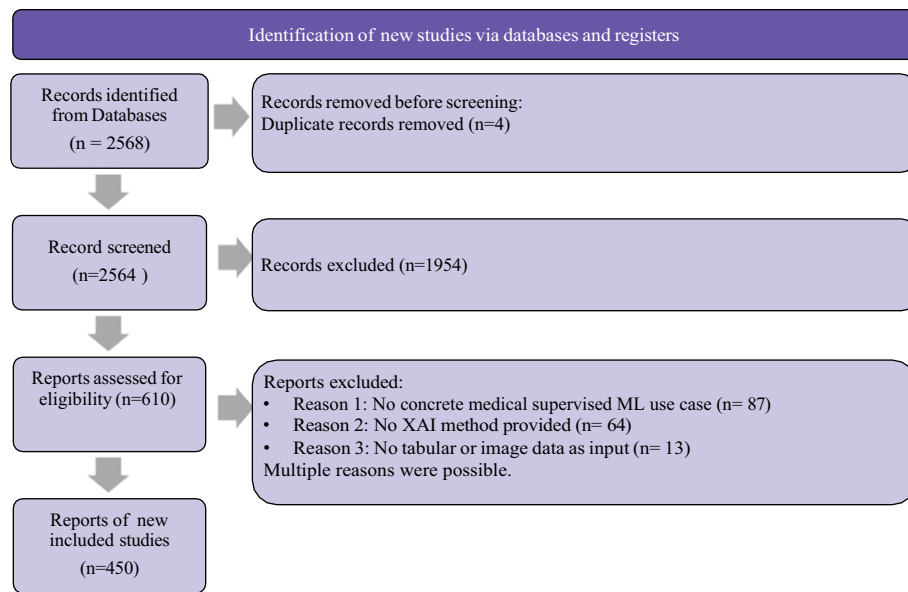 Identification of new studies via databases and registers
Records identified
from Databases
(n = 2568)
Records removed before screening:
Duplicate records removed (n=4)
Record screened
(n=2564 )
Records excluded (n=1954)
Reports assessed for
eligibility (n=610)
Reports excluded:
• Reason 1: No concrete medical supervised ML use case (n= 87)
• Reason 2: No XAI method provided (n= 64)
• Reason 3: No tabular or image data as input (n= 13)
Multiple reasons were possible.
Reports of new
included studies
(n=450)